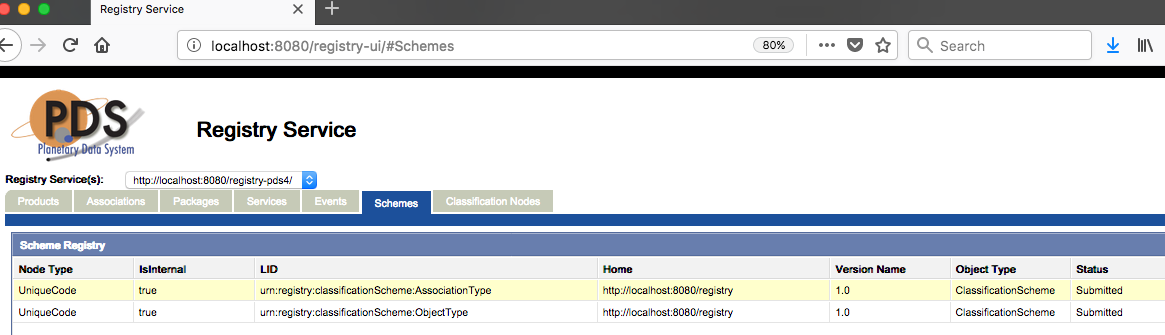 Registry Service
localhost:8080/registry-ui/#Schemes
80%
Search
PDS
Planetary Data System
Registry Service
Registry Service(s): http://localhost:8080/registry-pds4/
Products Associations Packages Services Events Schemes Classification Nodes
Scheme Registry
Node Type IsInternal LID Home Version Name Object Type Status
UniqueCode true urn:registry:classificationScheme:AssociationType http://localhost:8080/registry 1.0 ClassificationScheme Submitted
UniqueCode true urn:registry:classificationScheme:ObjectType http://localhost:8080/registry 1.0 ClassificationScheme Submitted